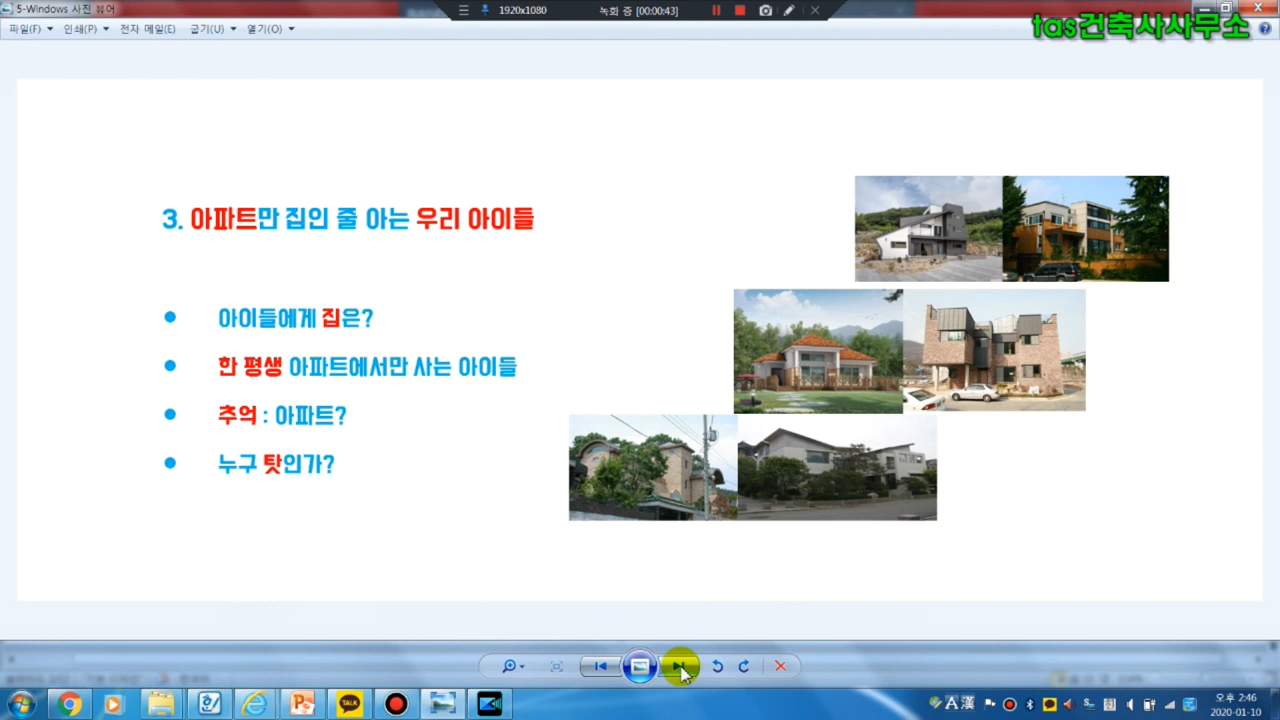 5-Windows 사진 뷰어
1920x1080
녹화 중 [00:00:43]
tas건축사사무소
파일(F)
인쇄(P)
전자 메일(E)
굽기(U)
열기(O)
3. 아파트만 집인 줄 아는 우리 아이들
아이들에게 집은?
한 평생 아파트에서만 사는 아이들
추억 : 아파트?
누구 탓인가?
TALK
A 漢
오후 2:46
2020-01-10